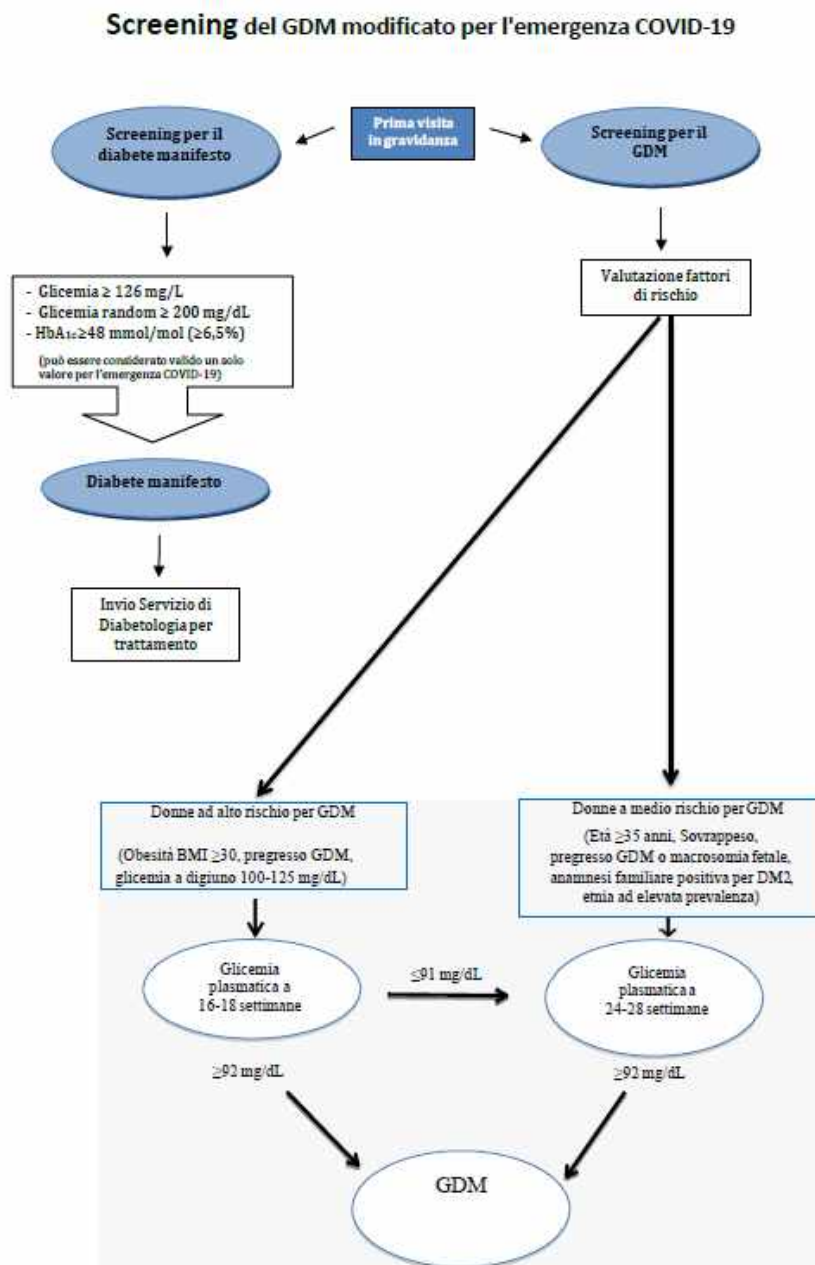 Screening del GDM modificato per l'emergenza COVID-19
Prima visita
in gravidanza
Screening per il
diabete manifesto
Screening per il
GDM
- Glicemia ≥ 126 mg/L
- Glicemia random ≥ 200 mg/dL
- HbA1c≥48 mmol/mol (≥6,5%)
(può essere considerato valido un solo
valore per l'emergenza COVID-19)
Valutazione fattori
di rischio
Diabete manifesto
Invio Servizio di
Diabetologia per
trattamento
Donne ad alto rischio per GDM
(Obesità BMI ≥30, pregresso GDM,
glicemia a digiuno 100-125 mg/dL)
Donne a medio rischio per GDM
(Età ≥35 anni, Sovrappeso,
pregresso GDM o macrosomia fetale,
anamnesi familiare positiva per DM2,
etnia ad elevata prevalenza)
Glicemia
plasmatica a
16-18 settimane
≤91 mg/dL
Glicemia
plasmatica a
24-28 settimane
≥92 mg/dL
≥92 mg/dL
GDM